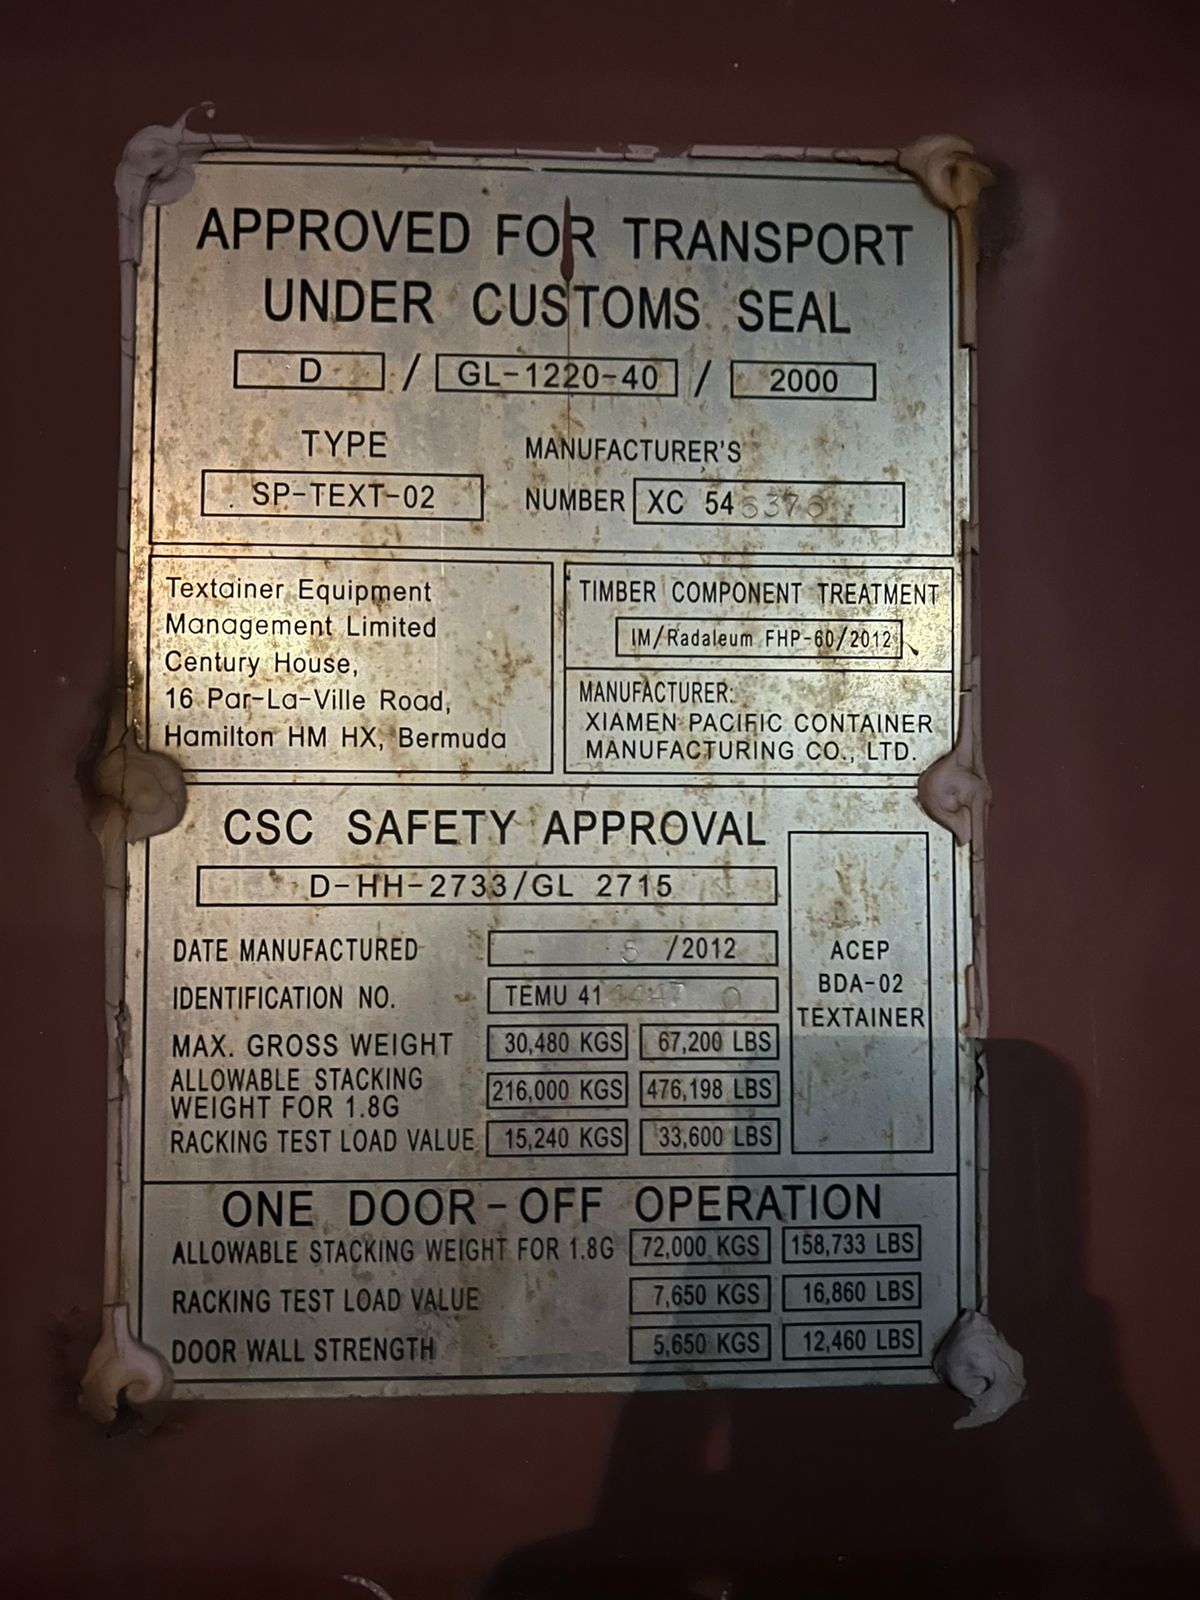 APPROVED FOR TRANSPORT
UNDER CUSTOMS SEAL
D / GL-1220-40 / 2000
TYPE MANUFACTURER'S
SP-TEXT-02 NUMBER XC 54 6376
Textainer Equipment
Management Limited
Century House,
16 Par-La-Ville Road,
Hamilton HM HX, Bermuda
TIMBER COMPONENT TREATMENT
IM/Radaleum FHP-60/2012
MANUFACTURER:
XIAMEN PACIFIC CONTAINER
MANUFACTURING CO., LTD.
CSC SAFETY APPROVAL
D-HH-2733/GL 2715
DATE MANUFACTURED 5 /2012
IDENTIFICATION NO. TEMU 41 4447 0
MAX. GROSS WEIGHT 30,480 KGS 67,200 LBS
ALLOWABLE STACKING
WEIGHT FOR 1.8G 216,000 KGS 476,198 LBS
RACKING TEST LOAD VALUE 15,240 KGS 33,600 LBS
ACEP
BDA-02
TEXTAINER
ONE DOOR-OFF OPERATION
ALLOWABLE STACKING WEIGHT FOR 1.8G 72,000 KGS 158,733 LBS
RACKING TEST LOAD VALUE 7,650 KGS 16,860 LBS
DOOR WALL STRENGTH 5,650 KGS 12,460 LBS